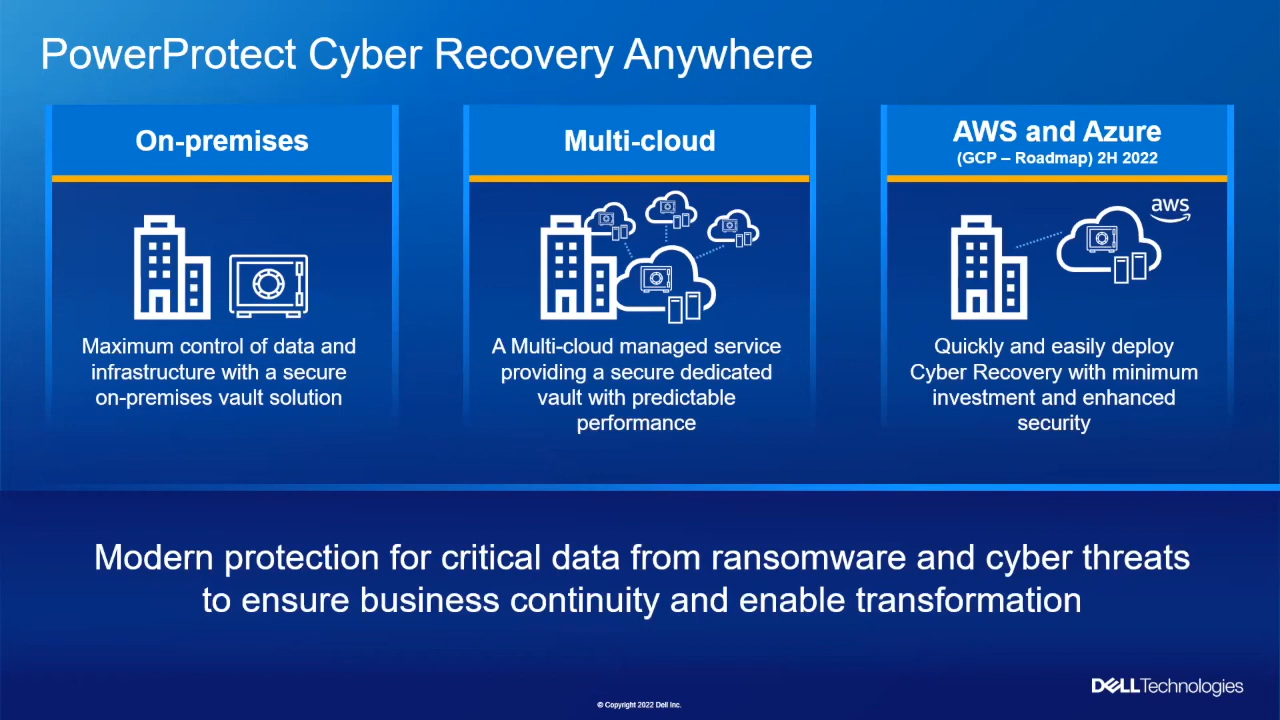 PowerProtect Cyber Recovery Anywhere
On-premises
Maximum control of data and
infrastructure with a secure
on-premises vault solution
Multi-cloud
A Multi-cloud managed service
providing a secure dedicated
vault with predictable
performance
AWS and Azure
(GCP – Roadmap) 2H 2022
aws
Quickly and easily deploy
Cyber Recovery with minimum
investment and enhanced
security
Modern protection for critical data from ransomware and cyber threats
to ensure business continuity and enable transformation
DELL Technologies
© Copyright 2022 Dell Inc.